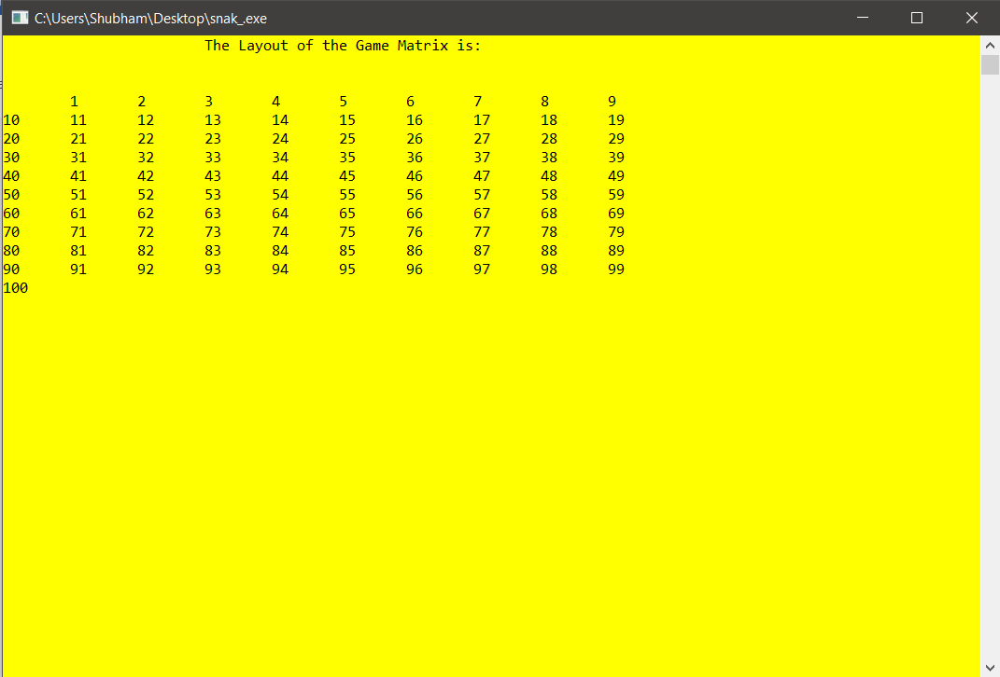 C:\Users\Shubham\Desktop\snak_.exe
The Layout of the Game Matrix is:
1 2 3 4 5 6 7 8 9
10 11 12 13 14 15 16 17 18 19
20 21 22 23 24 25 26 27 28 29
30 31 32 33 34 35 36 37 38 39
40 41 42 43 44 45 46 47 48 49
50 51 52 53 54 55 56 57 58 59
60 61 62 63 64 65 66 67 68 69
70 71 72 73 74 75 76 77 78 79
80 81 82 83 84 85 86 87 88 89
90 91 92 93 94 95 96 97 98 99
100